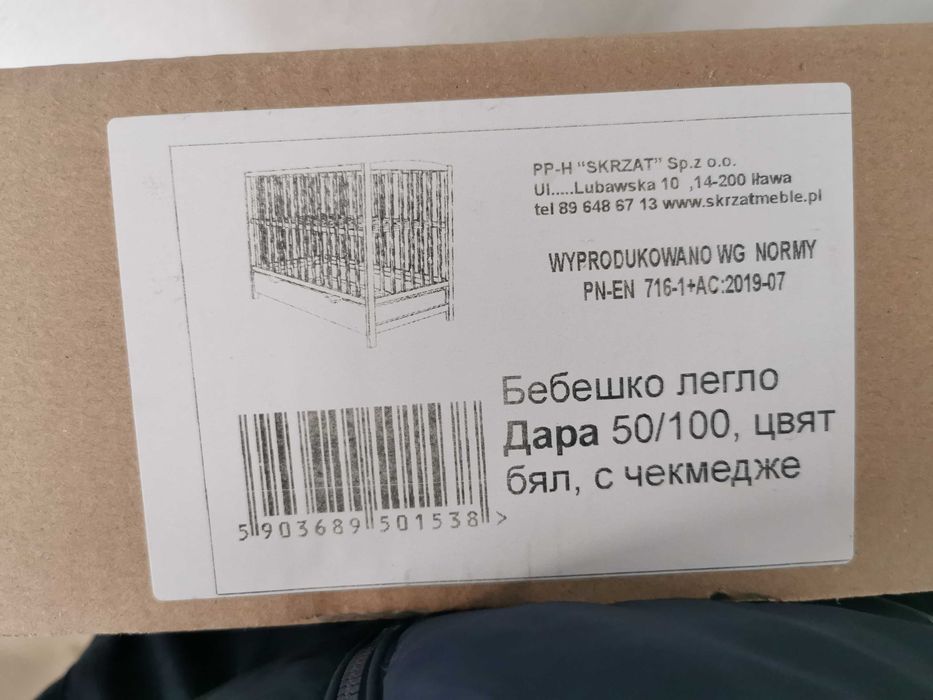 PP-H "SKRZAT" Sp.z o.o.
Ul.....Lubawska 10 ,14-200 Iława
tel 89 648 67 13 www.skrzatmeble.pl
WYPRODUKOWANO WG NORMY
PN-EN 716-1+AC:2019-07
Бебешко легло
Дара 50/100, цвят
бял, с чекмедже
5 903689 501538 >